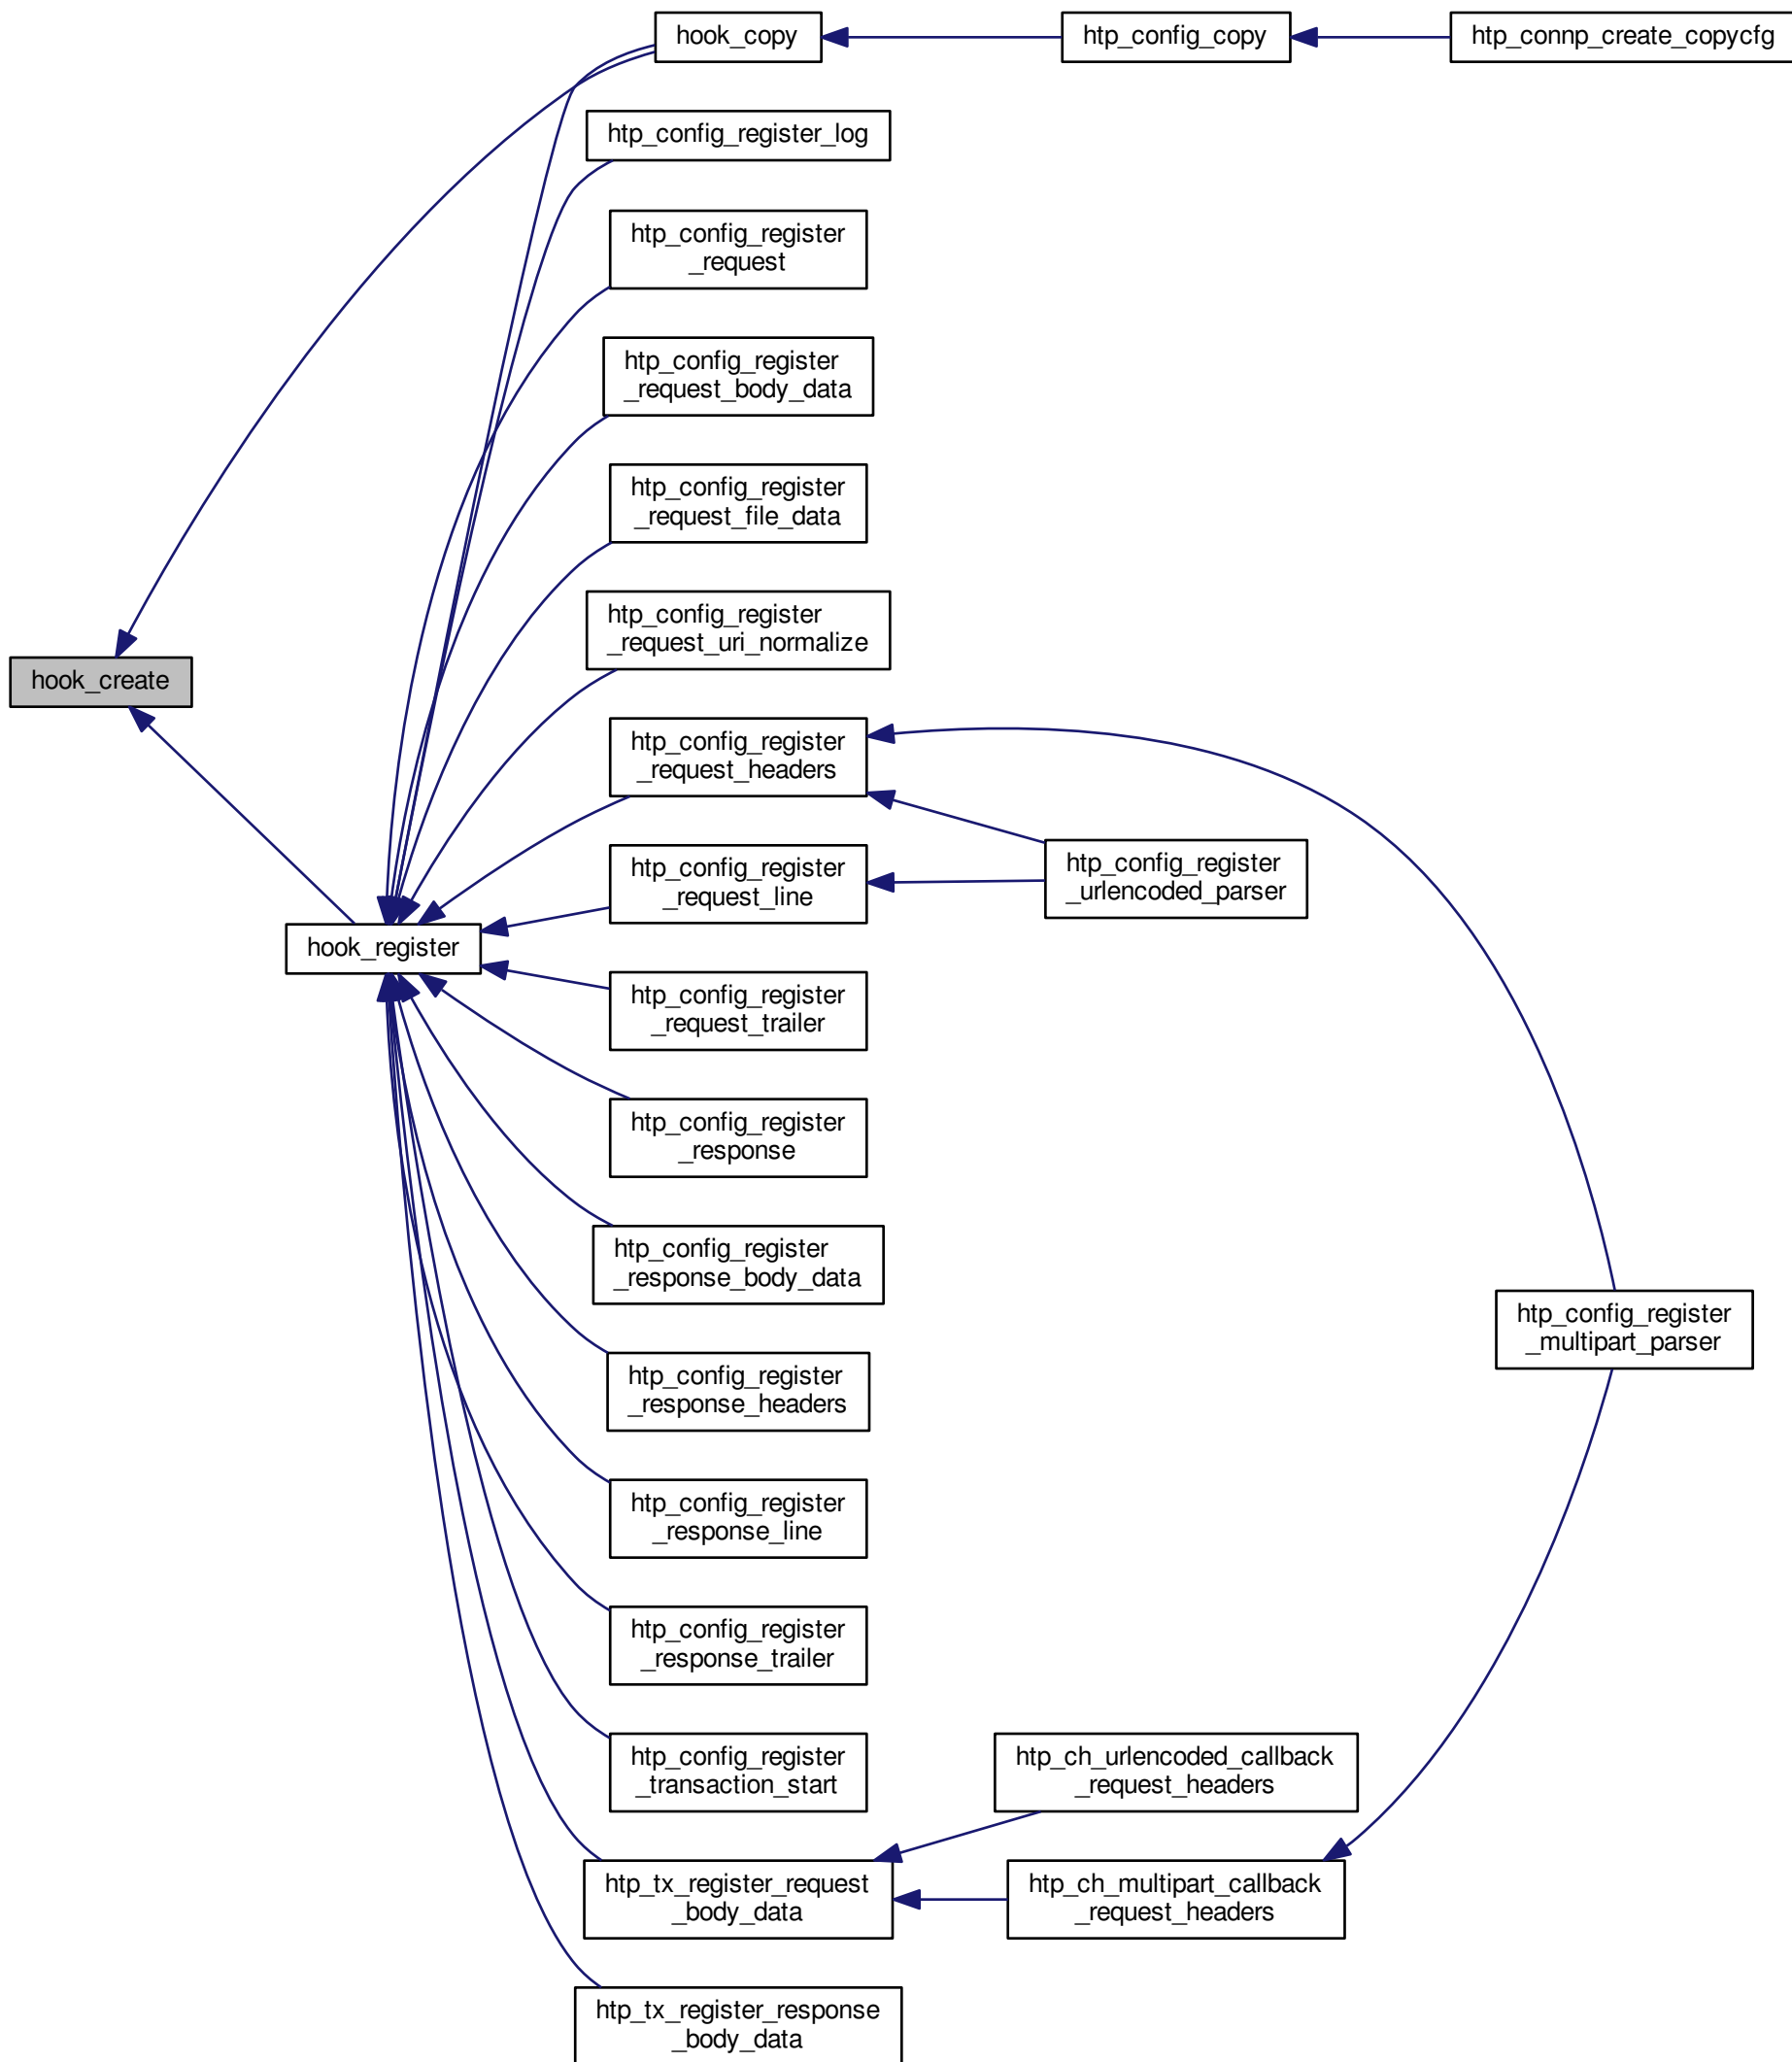 hook_copy
htp_config_copy
htp_connp_create_copycfg
htp_config_register_log
htp_config_register
_request
htp_config_register
_request_body_data
htp_config_register
_request_file_data
htp_config_register
_request_uri_normalize
hook_create
htp_config_register
_request_headers
htp_config_register
_request_line
htp_config_register
_urlencoded_parser
hook_register
htp_config_register
_request_trailer
htp_config_register
_response
htp_config_register
_response_body_data
htp_config_register
_multipart_parser
htp_config_register
_response_headers
htp_config_register
_response_line
htp_config_register
_response_trailer
htp_config_register
_transaction_start
htp_ch_urlencoded_callback
_request_headers
htp_tx_register_request
_body_data
htp_ch_multipart_callback
_request_headers
htp_tx_register_response
_body_data